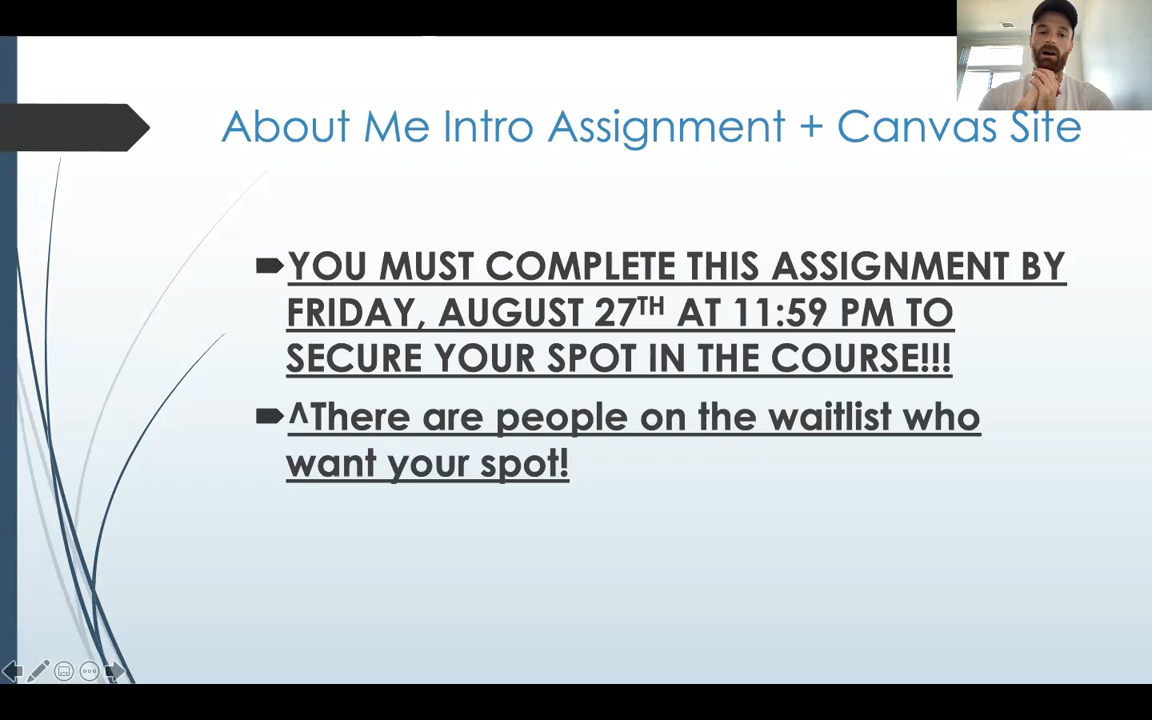 About Me Intro Assignment + Canvas Site
YOU MUST COMPLETE THIS ASSIGNMENT BY
FRIDAY, AUGUST 27TH AT 11:59 PM TO
SECURE YOUR SPOT IN THE COURSE!!!
^There are people on the waitlist who
want your spot!